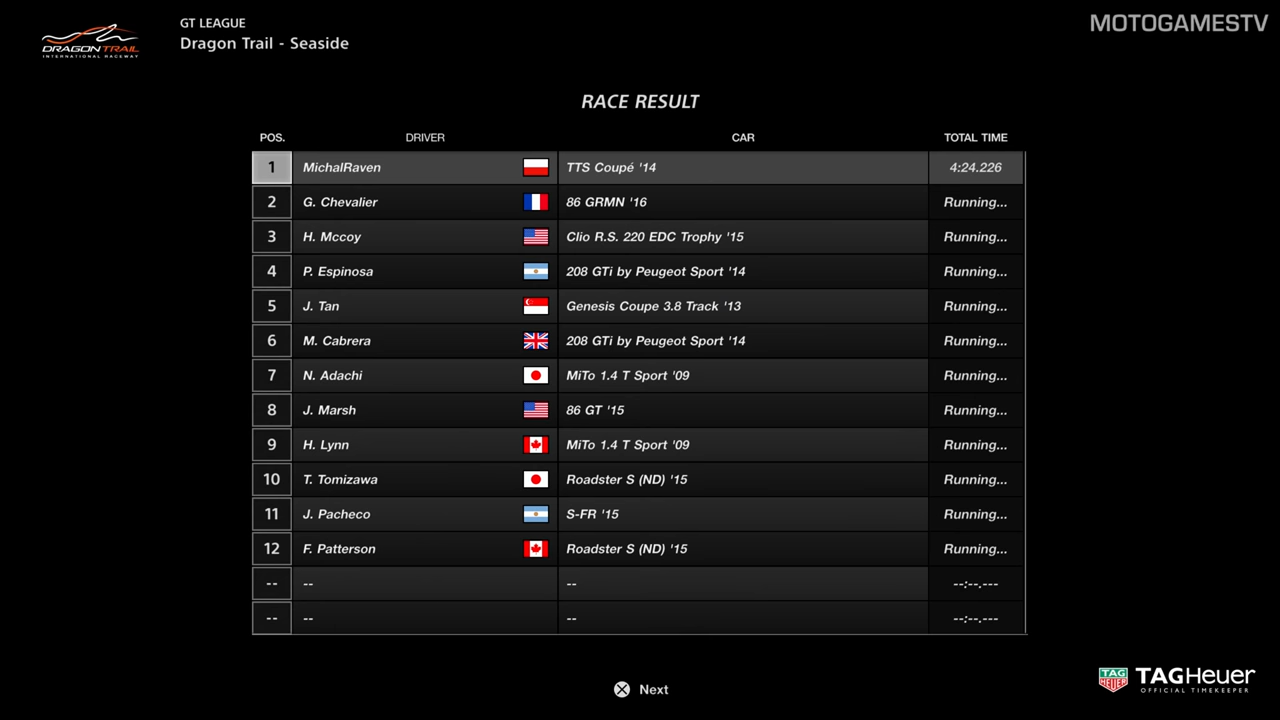 GT LEAGUE
Dragon Trail - Seaside
DRAGON TRAIL
INTERNATIONAL RACEWAY
MOTOGAMESTV
RACE RESULT
POS. DRIVER CAR TOTAL TIME
1 MichalRaven TTS Coupé '14 4:24.226
2 G. Chevalier 86 GRMN '16 Running...
3 H. Mccoy Clio R.S. 220 EDC Trophy '15 Running...
4 P. Espinosa 208 GTi by Peugeot Sport '14 Running...
5 J. Tan Genesis Coupe 3.8 Track '13 Running...
6 M. Cabrera 208 GTi by Peugeot Sport '14 Running...
7 N. Adachi MiTo 1.4 T Sport '09 Running...
8 J. Marsh 86 GT '15 Running...
9 H. Lynn MiTo 1.4 T Sport '09 Running...
10 T. Tomizawa Roadster S (ND) '15 Running...
11 J. Pacheco S-FR '15 Running...
12 F. Patterson Roadster S (ND) '15 Running...
-- -- -- --:--.---
-- -- -- --:--.---
Next
TAG HEUER TAGHeuer
OFFICIAL TIMEKEEPER